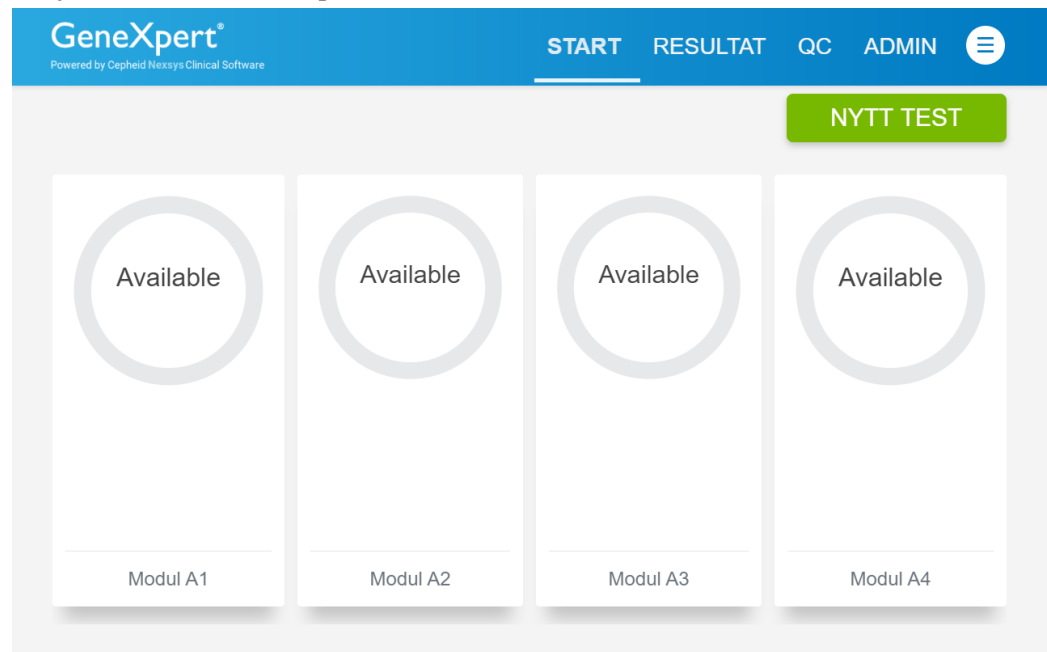 GeneXpert®
Powered by Cepheid Nexsys Clinical Software
START RESULTAT QC ADMIN
NYTT TEST
Available Available Available Available
Modul A1 Modul A2 Modul A3 Modul A4